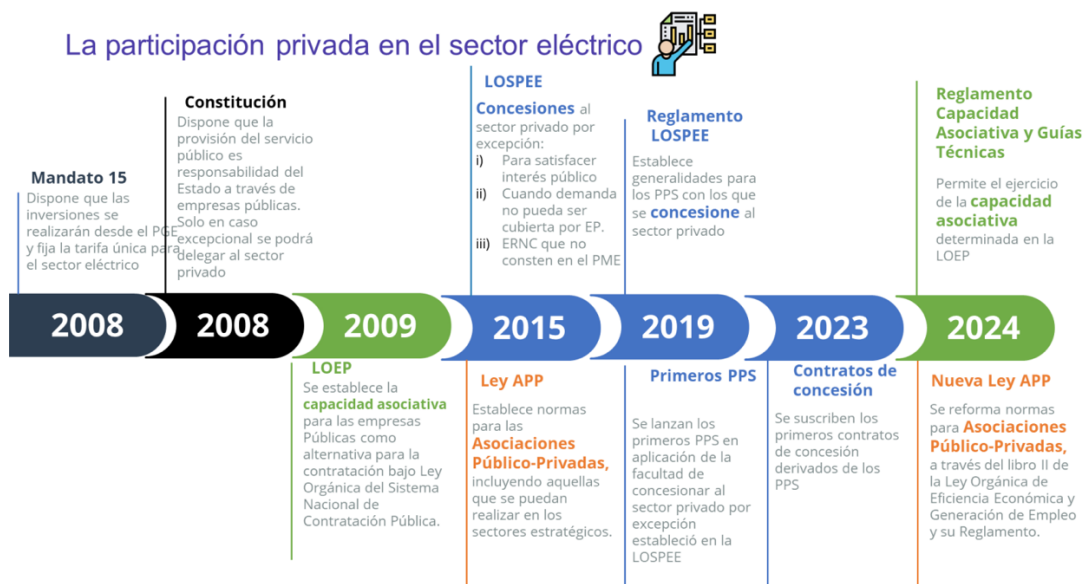 La participación privada en el sector eléctrico
Mandato 15
Dispone que las
inversiones se
realizarán desde el PGE
y fija la tarifa única para
el sector eléctrico
Constitución
Dispone que la
provisión del servicio
público es
responsabilidad del
Estado a través de
empresas públicas.
Solo en caso
excepcional se podrá
delegar al sector
privado
LOSPEE
Concesiones al
sector privado por
excepción:
i) Para satisfacer
interés público
ii) Cuando demanda
no pueda ser
cubierta por EP.
iii) ERNC que no
consten en el PME
Reglamento
LOSPEE
Establece
generalidades para
los PPS con los que
se concesione al
sector privado
Reglamento
Capacidad
Asociativa y Guías
Técnicas
Permite el ejercicio
de la capacidad
asociativa
determinada en la
LOEP
2008
2008
2009
2015
2019
2023
2024
LOEP
Se establece la
capacidad asociativa
para las empresas
Públicas como
alternativa para la
contratación bajo Ley
Orgánica del Sistema
Nacional de
Contratación Pública.
Ley APP
Establece normas
para las
Asociaciones
Público-Privadas,
incluyendo aquellas
que se puedan
realizar en los
sectores estratégicos.
Primeros PPS
Se lanzan los
primeros PPS en
aplicación de la
facultad de
concesionar al
sector privado por
excepción
estableció en la
LOSPEE
Contratos de
concesión
Se suscriben los
primeros contratos
de concesión
derivados de los
PPS
Nueva Ley APP
Se reforma normas
para Asociaciones
Público-Privadas,
a través del libro II de
la Ley Orgánica de
Eficiencia Económica y
Generación de Empleo
y su Reglamento.